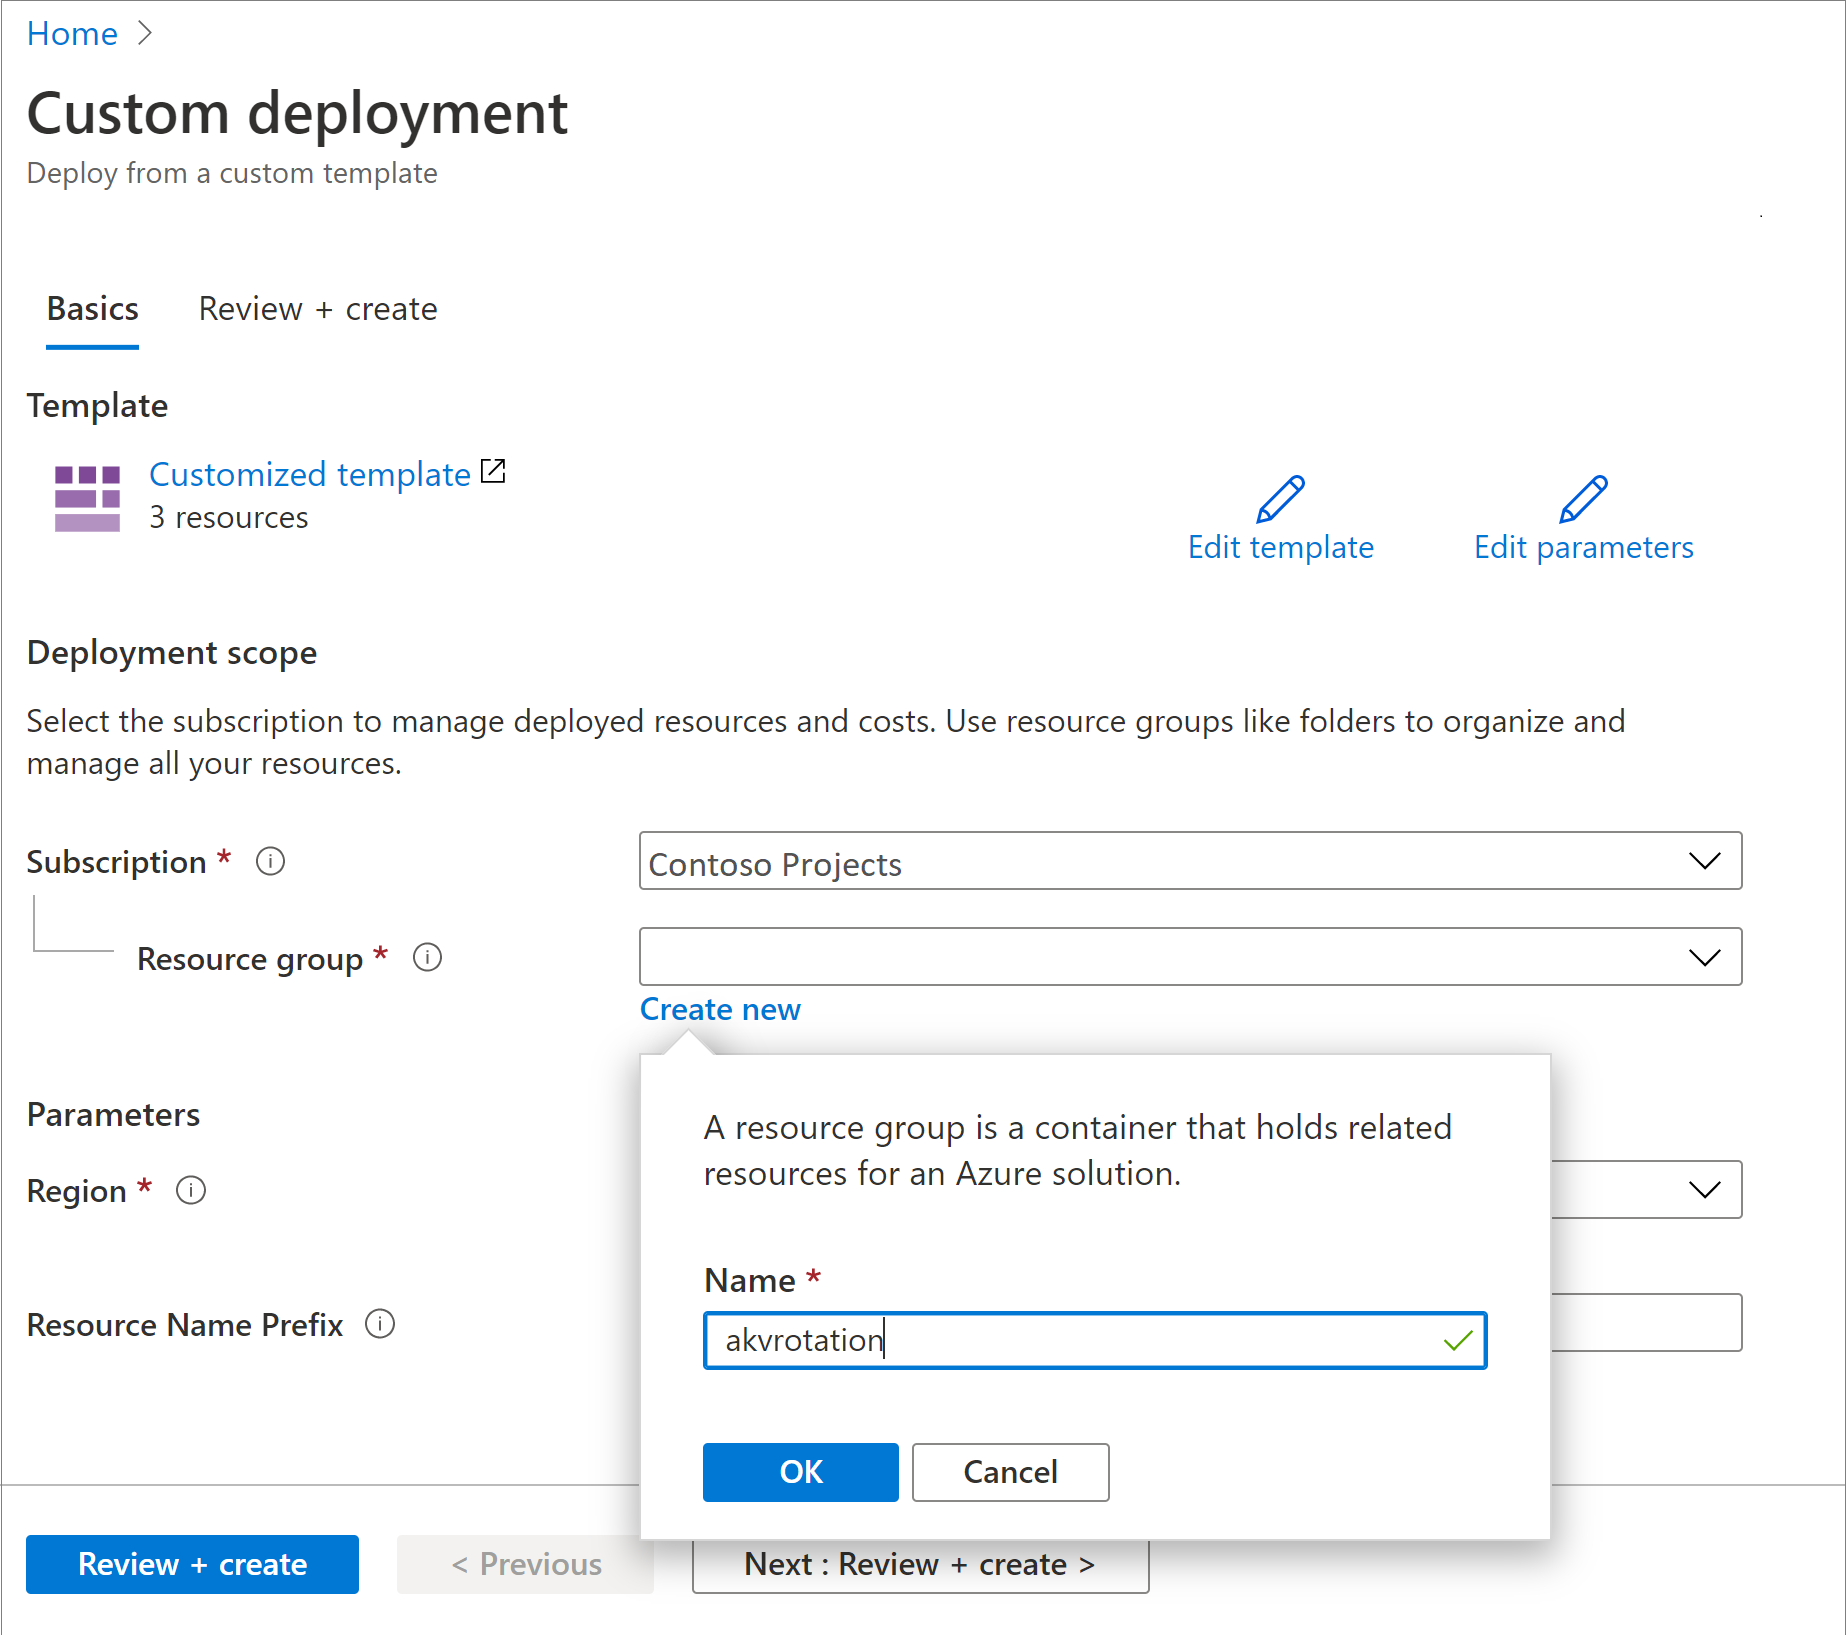 Home >
Custom deployment
Deploy from a custom template
Basics
Review + create
Template
Customized template
3 resources
Edit template
Edit parameters
Deployment scope
Select the subscription to manage deployed resources and costs. Use resource groups like folders to organize and
manage all your resources.
Subscription *
Contoso Projects
Resource group *
Create new
A resource group is a container that holds related
resources for an Azure solution.
Name *
akvrotation
OK
Cancel
Parameters
Region *
Resource Name Prefix
Review + create
< Previous
Next : Review + create >